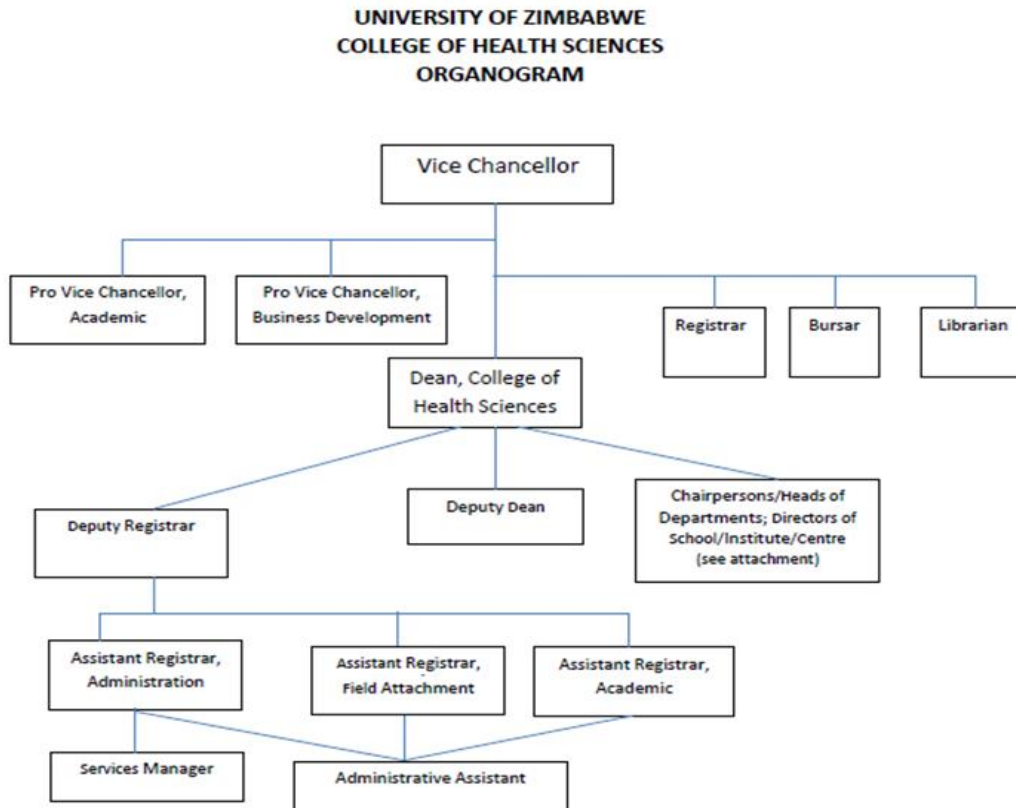 UNIVERSITY OF ZIMBABWE
COLLEGE OF HEALTH SCIENCES
ORGANOGRAM
Vice Chancellor
Pro Vice Chancellor,
Academic
Pro Vice Chancellor,
Business Development
Registrar
Bursar
Librarian
Dean, College of
Health Sciences
Deputy Registrar
Deputy Dean
Chairpersons/Heads of
Departments; Directors of
School/Institute/Centre
(see attachment)
Assistant Registrar,
Administration
Assistant Registrar,
Field Attachment
Assistant Registrar,
Academic
Services Manager
Administrative Assistant